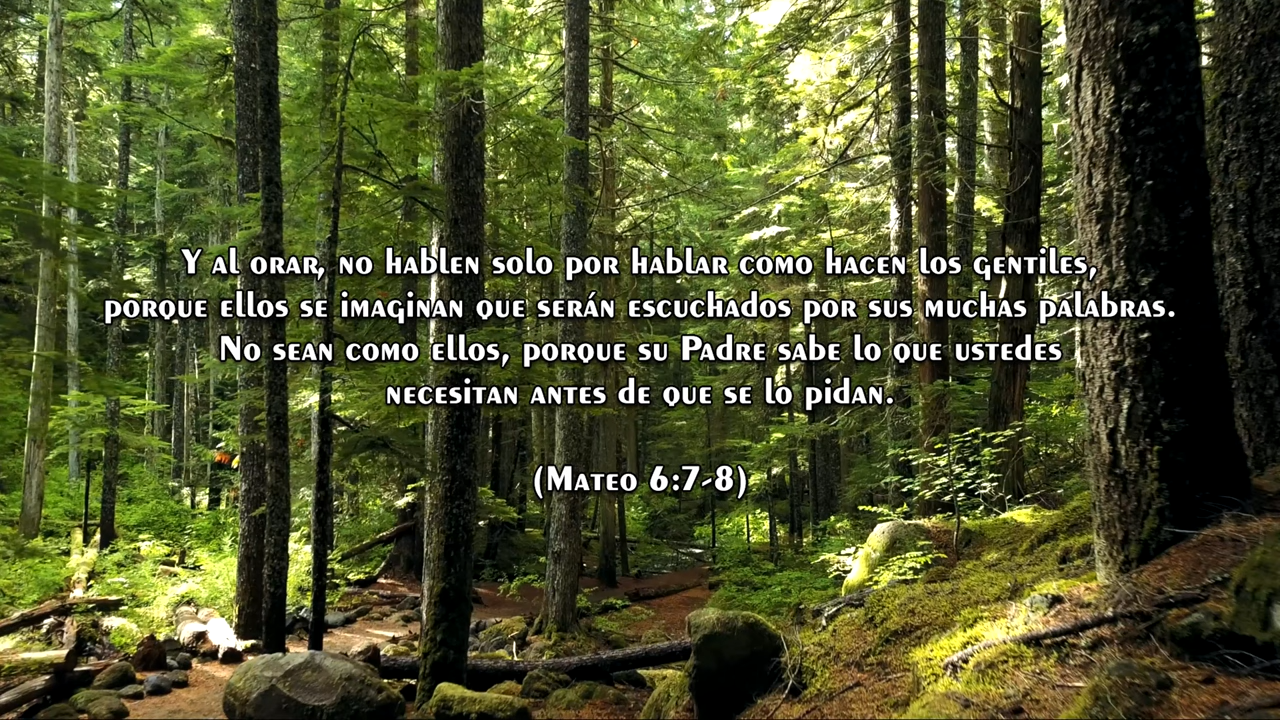 Y al orar, no hablen solo por hablar como hacen los gentiles,
porque ellos se imaginan que serán escuchados por sus muchas palabras.
No sean como ellos, porque su Padre sabe lo que ustedes
necesitan antes de que se lo pidan.
(Mateo 6:7-8)